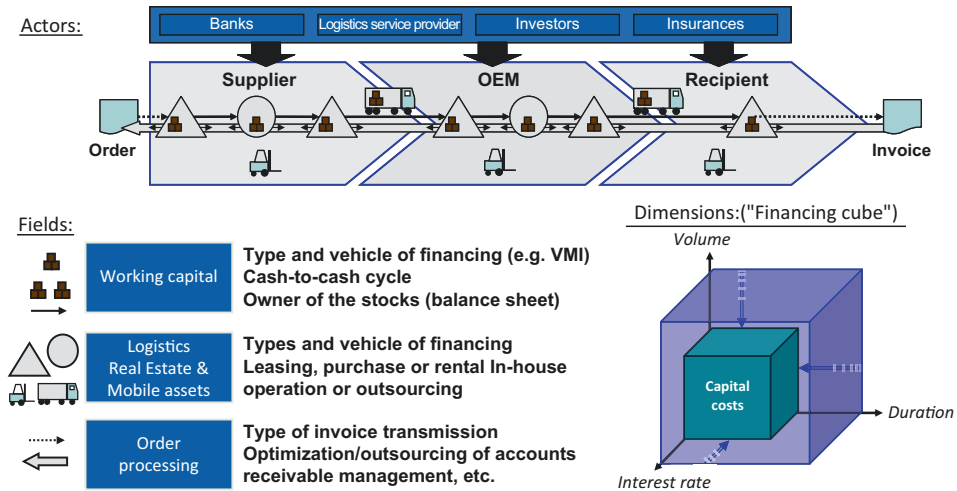 Actors:
Banks
Logistics service provider
Investors
Insurances
Supplier
OEM
Recipient
Order
Invoice
Fields:
Working capital
Type and vehicle of financing (e.g. VMI)
Cash-to-cash cycle
Owner of the stocks (balance sheet)
Logistics
Real Estate &
Mobile assets
Types and vehicle of financing
Leasing, purchase or rental In-house
operation or outsourcing
Order
processing
Type of invoice transmission
Optimization/outsourcing of accounts
receivable management, etc.
Dimensions:("Financing cube")
Volume
Capital
costs
Duration
Interest rate